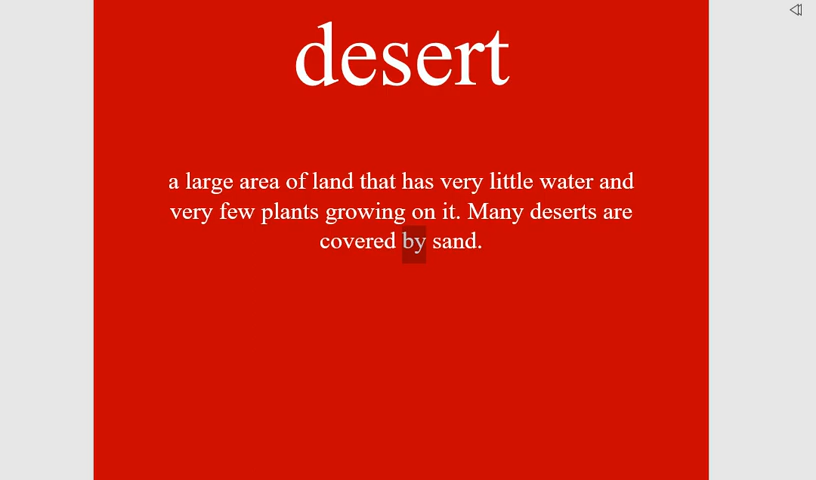 desert
a large area of land that has very little water and
very few plants growing on it. Many deserts are
covered by sand.